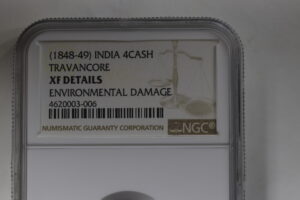 (1848-49) INDIA 4CASH
TRAVANCORE
XF DETAILS
ENVIRONMENTAL DAMAGE
4620003-006
NUMISMATIC GUARANTY CORPORATION NGC®